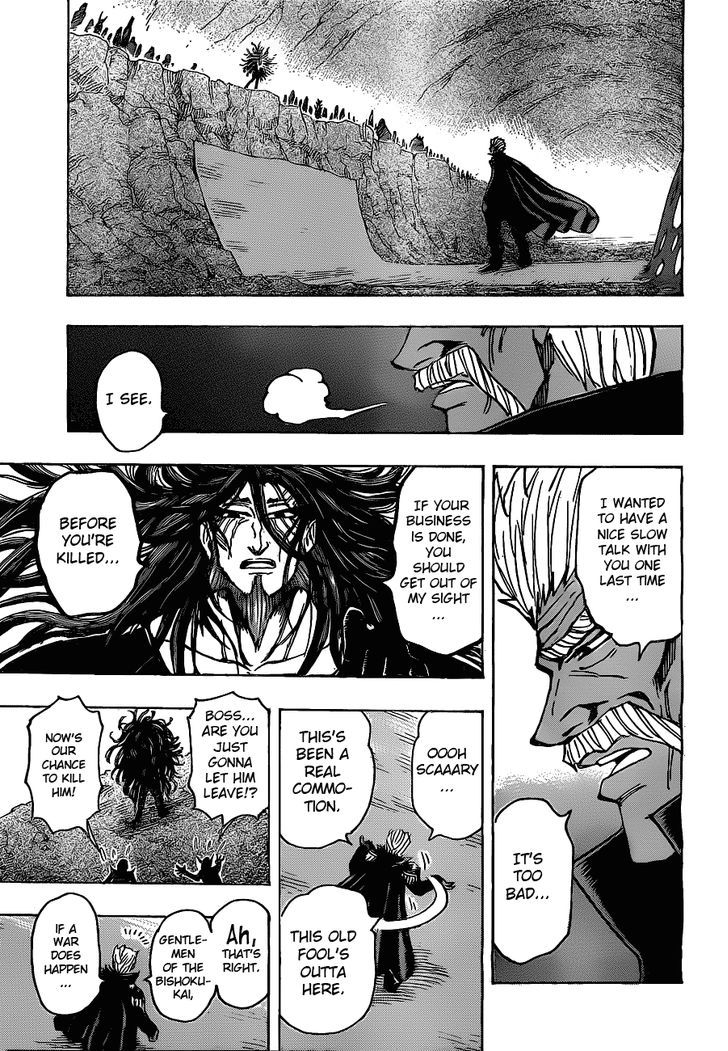 I SEE.
I WANTED
TO HAVE A
NICE SLOW
TALK WITH
YOU ONE
LAST TIME
...
IT'S
TOO
BAD...
IF YOUR
BUSINESS
IS DONE,
YOU
SHOULD
GET OUT OF
MY SIGHT
...
BEFORE
YOU'RE
KILLED...
OOOH
SCAAARY
...
THIS'S
BEEN A
REAL
COMMO-
TION.
THIS OLD
FOOL'S
OUTTA
HERE.
BOSS...
ARE YOU
JUST
GONNA
LET HIM
LEAVE!?
NOW'S
OUR
CHANCE
TO KILL
HIM!
Ah,
THAT'S
RIGHT.
GENTLE-
MEN
OF THE
BISHOKU-
KAI,
IF A
WAR
DOES
HAPPEN
...